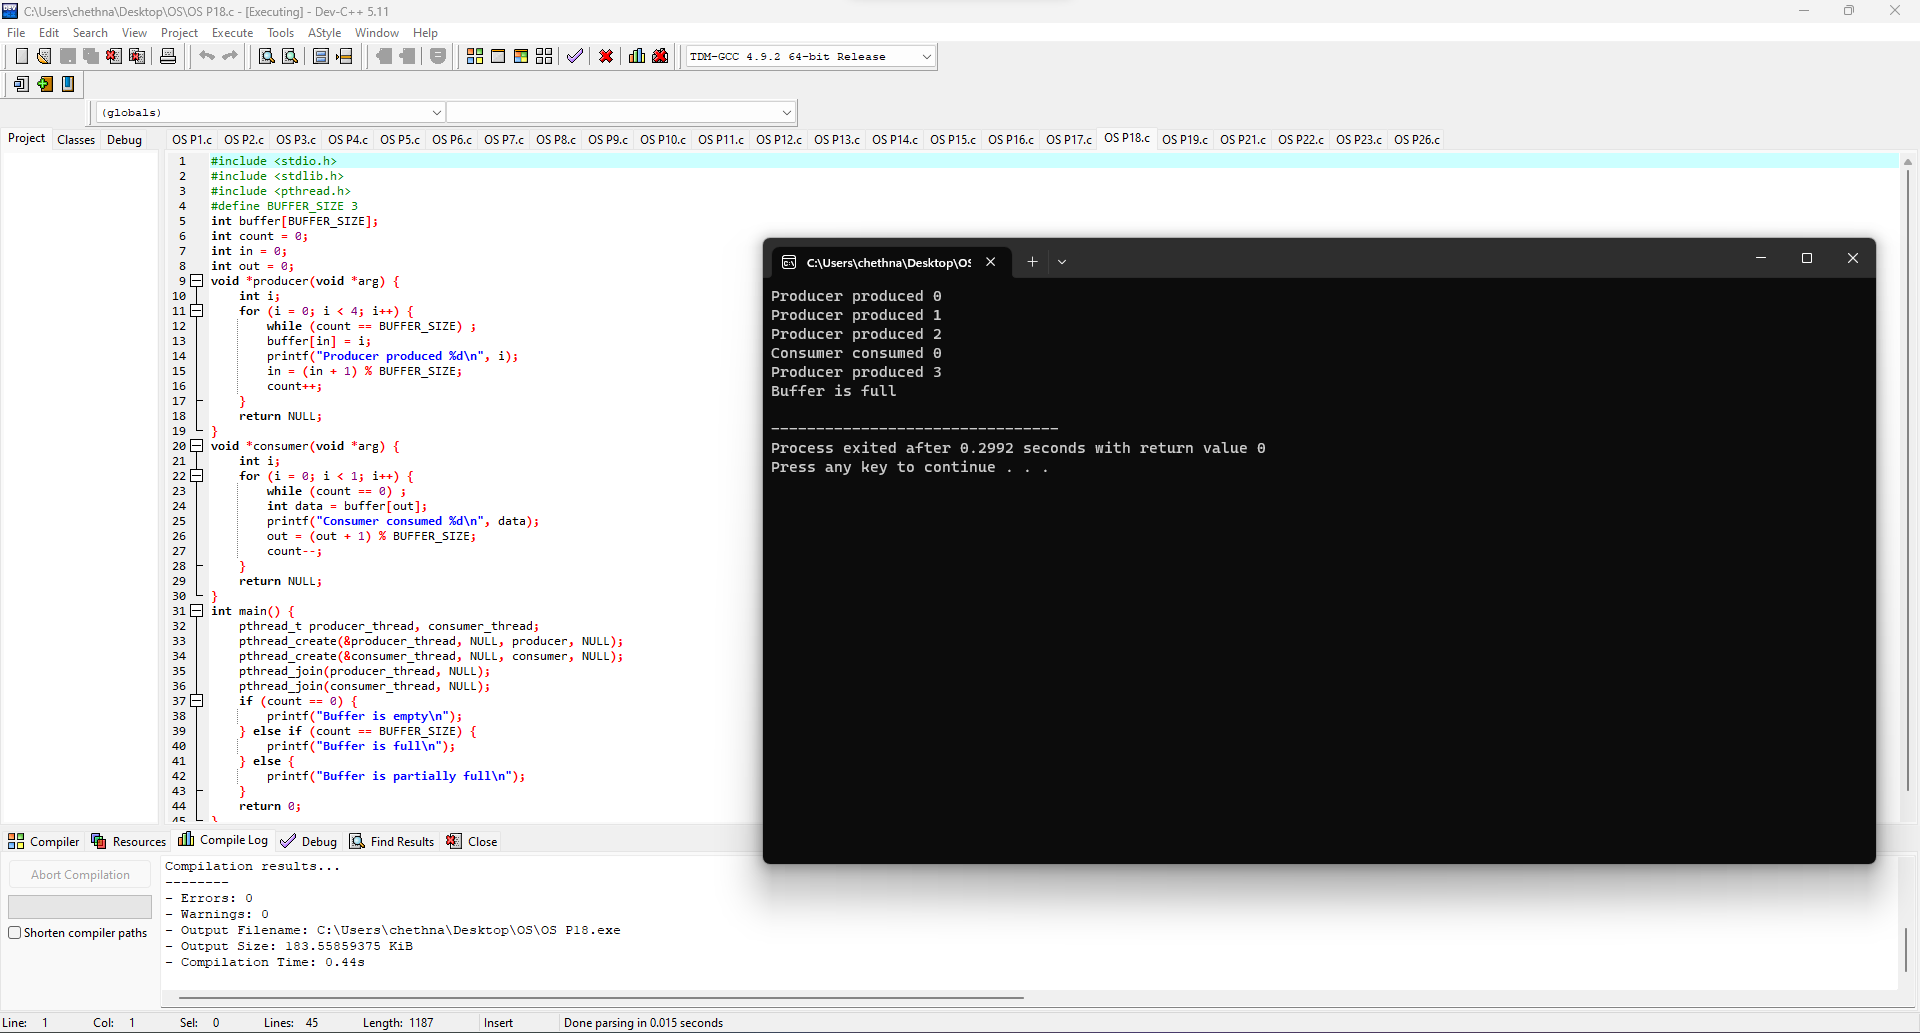 C:\Users\chethna\Desktop\OS\OS P18.c - [Executing] - Dev-C++ 5.11
File Edit Search View Project Execute Tools AStyle Window Help
TDM-GCC 4.9.2 64-bit Release
(globals)
Project Classes Debug
OS P1.c OS P2.c OS P3.c OS P4.c OS P5.c OS P6.c OS P7.c OS P8.c OS P9.c OS P10.c OS P11.c OS P12.c OS P13.c OS P14.c OS P15.c OS P16.c OS P17.c OS P18.c OS P19.c OS P21.c OS P22.c OS P23.c OS P26.c
1 #include <stdio.h>
2 #include <stdlib.h>
3 #include <pthread.h>
4 #define BUFFER_SIZE 3
5 int buffer[BUFFER_SIZE];
6 int count = 0;
7 int in = 0;
8 int out = 0;
9 void *producer(void *arg) {
10 int i;
11 for (i = 0; i < 4; i++) {
12 while (count == BUFFER_SIZE) ;
13 buffer[in] = i;
14 printf("Producer produced %d\n", i);
15 in = (in + 1) % BUFFER_SIZE;
16 count++;
17 }
18 return NULL;
19 }
20 void *consumer(void *arg) {
21 int i;
22 for (i = 0; i < 1; i++) {
23 while (count == 0) ;
24 int data = buffer[out];
25 printf("Consumer consumed %d\n", data);
26 out = (out + 1) % BUFFER_SIZE;
27 count--;
28 }
29 return NULL;
30 }
31 int main() {
32 pthread_t producer_thread, consumer_thread;
33 pthread_create(&producer_thread, NULL, producer, NULL);
34 pthread_create(&consumer_thread, NULL, consumer, NULL);
35 pthread_join(producer_thread, NULL);
36 pthread_join(consumer_thread, NULL);
37 if (count == 0) {
38 printf("Buffer is empty\n");
39 } else if (count == BUFFER_SIZE) {
40 printf("Buffer is full\n");
41 } else {
42 printf("Buffer is partially full\n");
43 }
44 return 0;
45 }
C:\Users\chethna\Desktop\OS
Producer produced 0
Producer produced 1
Producer produced 2
Consumer consumed 0
Producer produced 3
Buffer is full
--------------------------------
Process exited after 0.2992 seconds with return value 0
Press any key to continue . . .
Compiler Resources Compile Log Debug Find Results Close
Abort Compilation
Shorten compiler paths
Compilation results...
--------
- Errors: 0
- Warnings: 0
- Output Filename: C:\Users\chethna\Desktop\OS\OS P18.exe
- Output Size: 183.55859375 KiB
- Compilation Time: 0.44s
Line: 1 Col: 1 Sel: 0 Lines: 45 Length: 1187 Insert Done parsing in 0.015 seconds